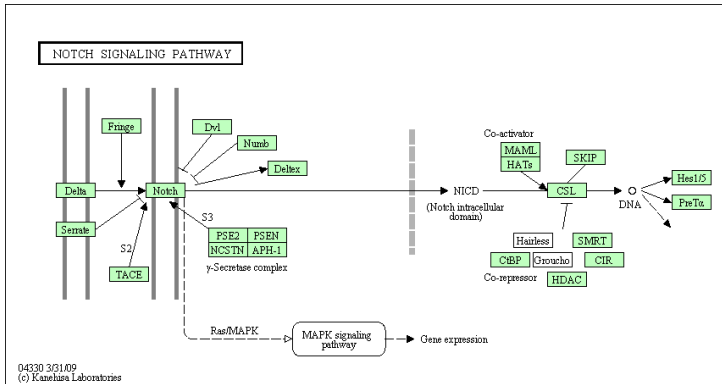 NOTCH SIGNALING PATHWAY
Fringe
Dvl
Numb
Deltex
Delta
Notch
Serrate
S2
TACE
S3
PSE2 PSEN
NCSTN APH-1
γ-Secretase complex
NICD
(Notch intracellular
domain)
Co-activator
MAML
HATs
SKIP
CSL
DNA
Hes1/5
PreTα
Hairless
SMRT
CtBP
Groucho
CIR
Co-repressor
HDAC
Ras/MAPK
MAPK signaling
pathway
Gene expression
04330 3/31/09
(c) Kanehisa Laboratories